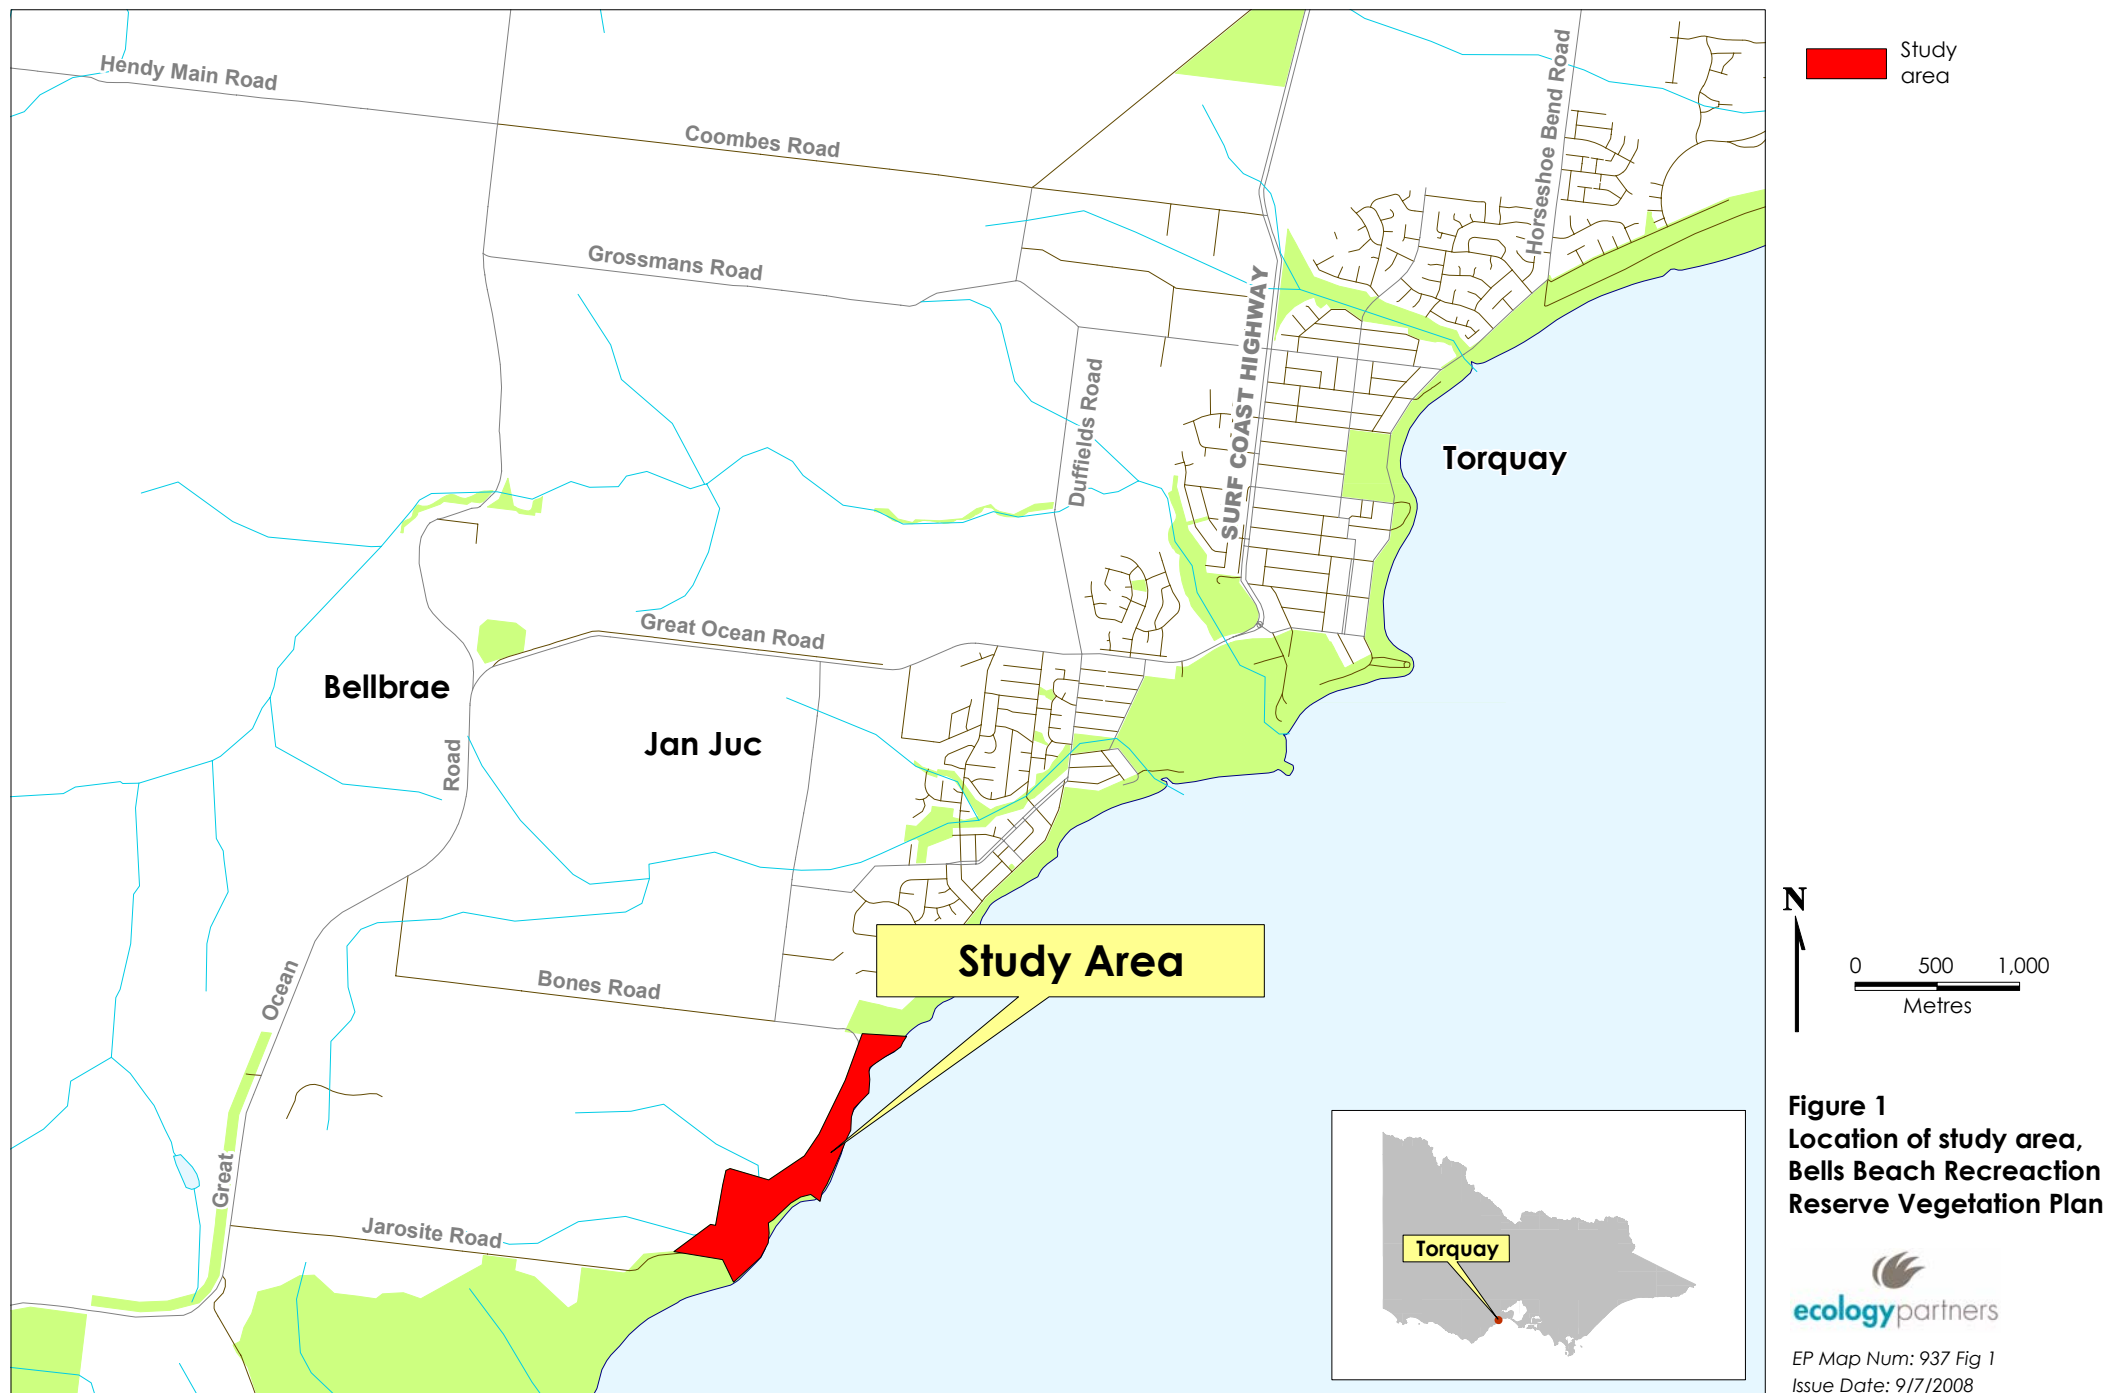 Hendy Main Road
Coombes Road
Grossmans Road
Horseshoe Bend Road
SURF COAST HIGHWAY
Duffields Road
Torquay
Great Ocean Road
Bellbrae
Jan Juc
Road
Ocean
Great
Study Area
Bones Road
Jarosite Road
Torquay
Study
area
N
0 500 1,000
Metres
Figure 1
Location of study area,
Bells Beach Recreaction
Reserve Vegetation Plan
ecologypartners
EP Map Num: 937 Fig 1
Issue Date: 9/7/2008